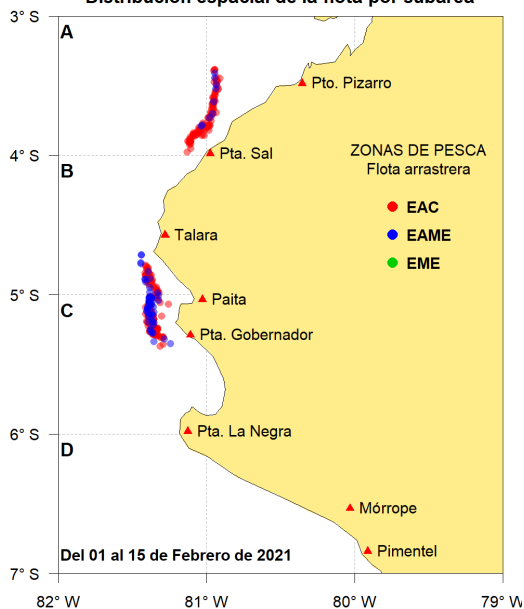 Distribución espacial de la flota por subárea
3° S
A
Pto. Pizarro
ZONAS DE PESCA
Flota arrastrera
Pta. Sal
4° S
B
EAC
Talara
EAME
EME
5° S
Paita
C
Pta. Gobernador
6° S
Pta. La Negra
D
Mórrope
Del 01 al 15 de Febrero de 2021
Pimentel
7° S
82° W
81° W
80° W
79° W